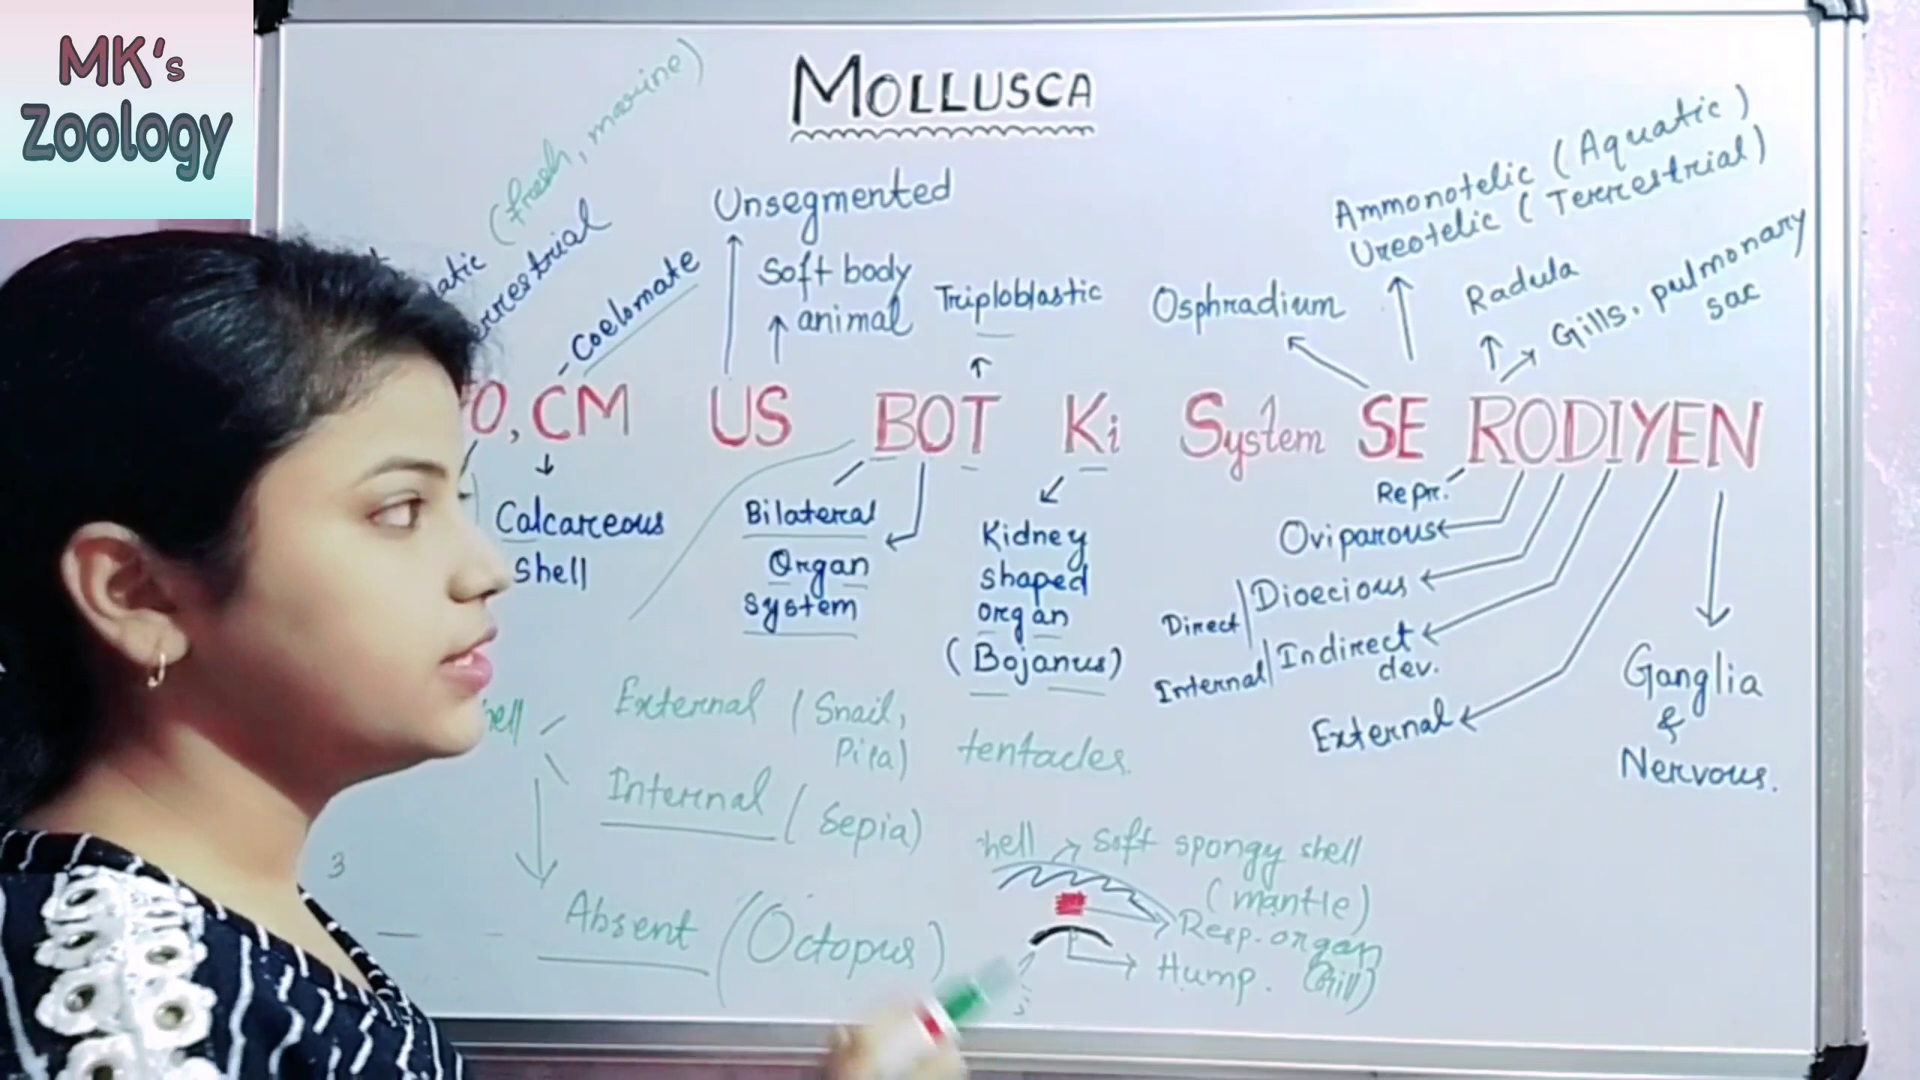 MK's
Zoology
MOLLUSCA
(fresh, marine)
Coelomate
Unsegmented
Soft body
animal
Triploblastic
Osphradium
Ammonotelic (Aquatic)
Ureotelic (Terrestrial)
Radula
Gills, pulmonary
sac
O, CM US BOT Ki System SE RODIYEN
Calcareous
shell
Bilateral
Organ
system
Kidney
shaped
organ
(Bojanus)
Repr.
Oviparous
Dioecious
Direct
Indirect
dev.
Internal
External
Ganglia
&
Nervous.
External (Snail,
Pila)
Internal (Sepia)
Absent (Octopus)
tentacles.
hell
Soft spongy shell
(mantle)
Resp. organ
(Gill)
Hump.
3